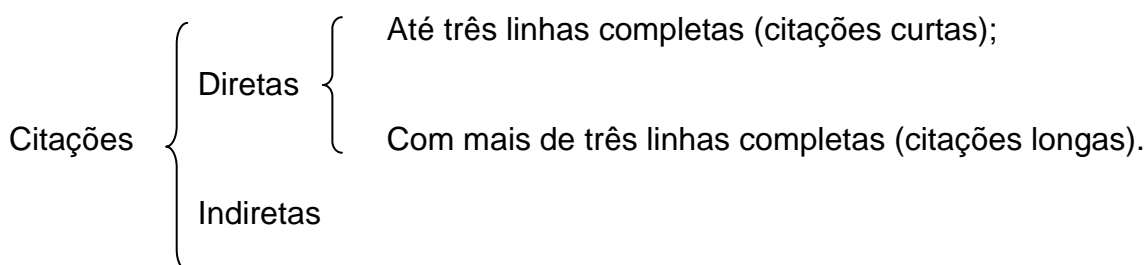 Até três linhas completas (citações curtas);
Diretas
Citações
Com mais de três linhas completas (citações longas).
Indiretas